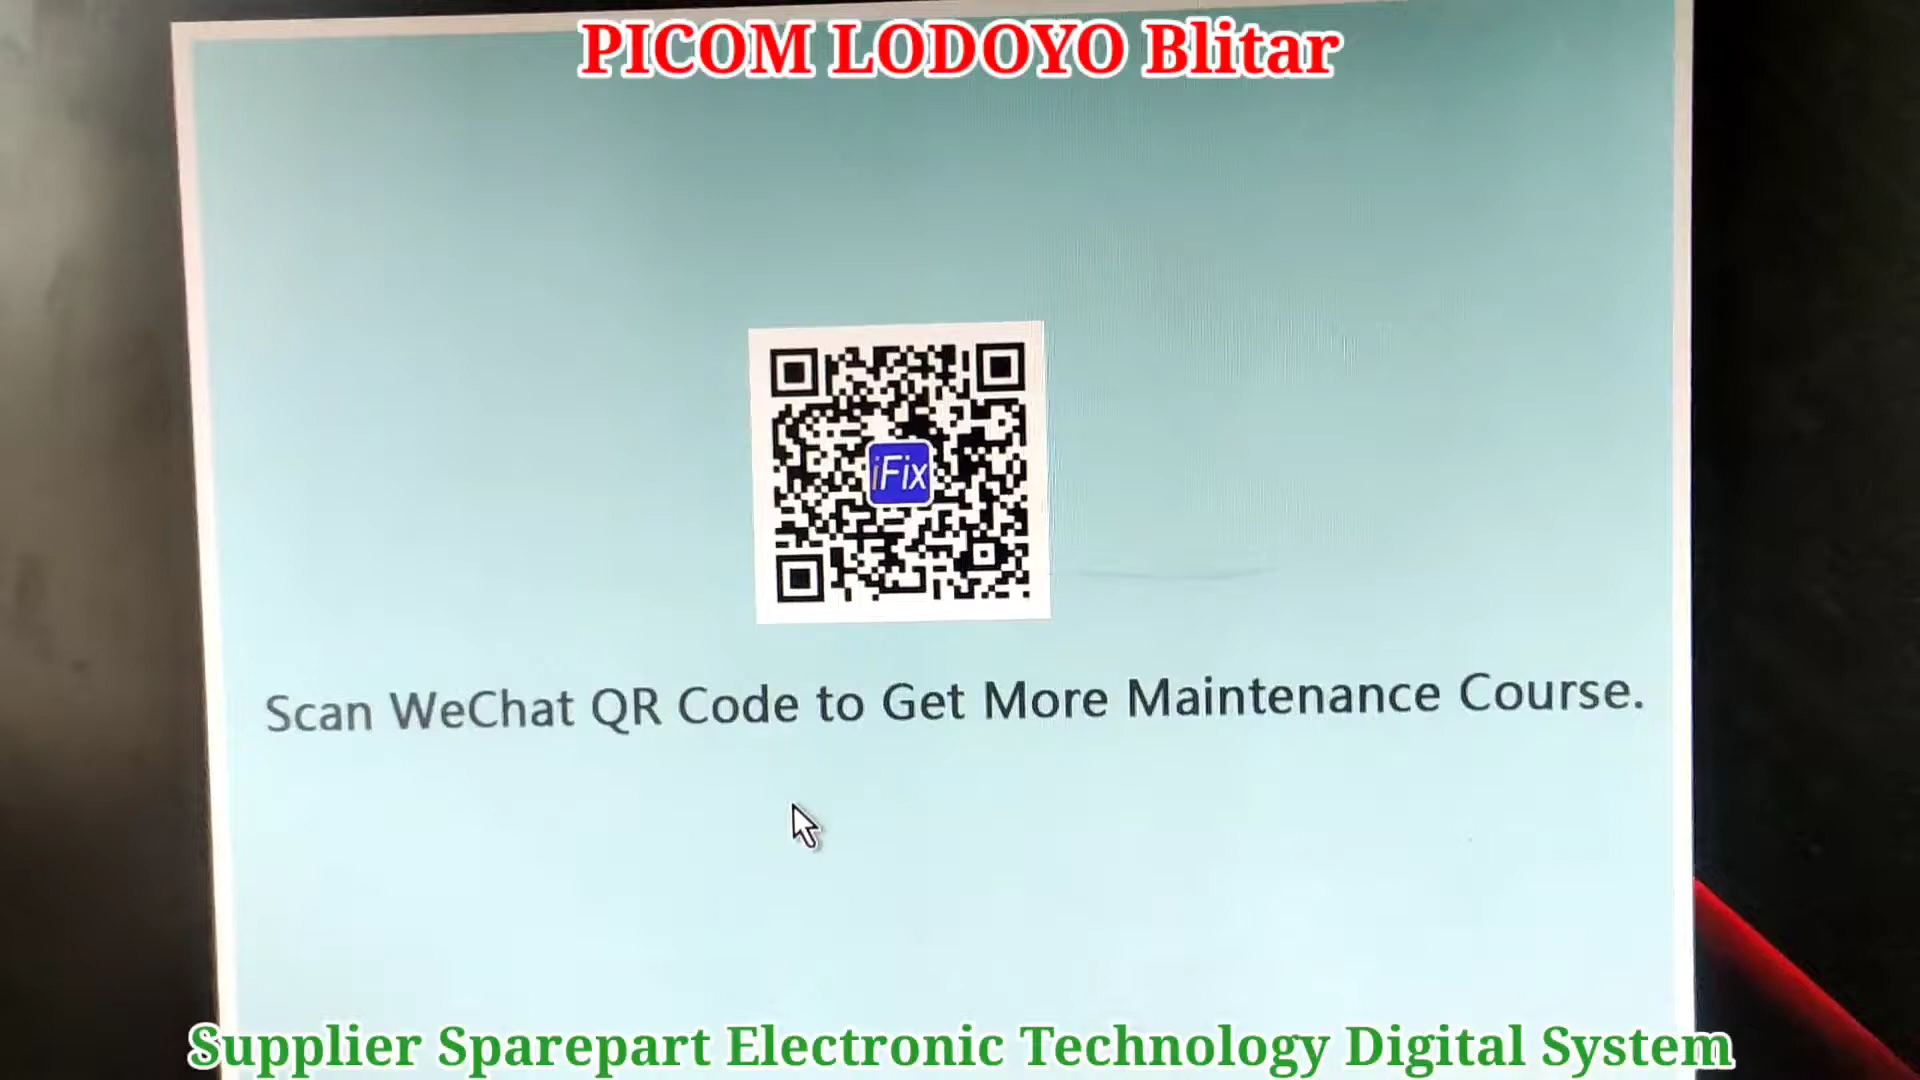 PICOM LODOYO Blitar
iFix
Scan WeChat QR Code to Get More Maintenance Course.
Supplier Sparepart Electronic Technology Digital System